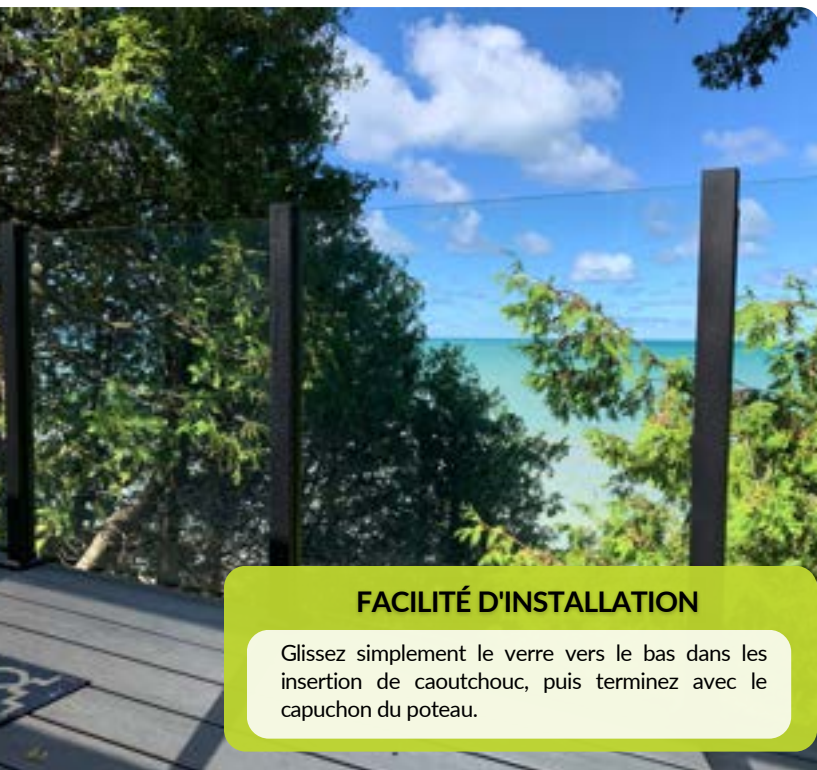 FACILITÉ D'INSTALLATION
Glissez simplement le verre vers le bas dans les
insertion de caoutchouc, puis terminez avec le
capuchon du poteau.